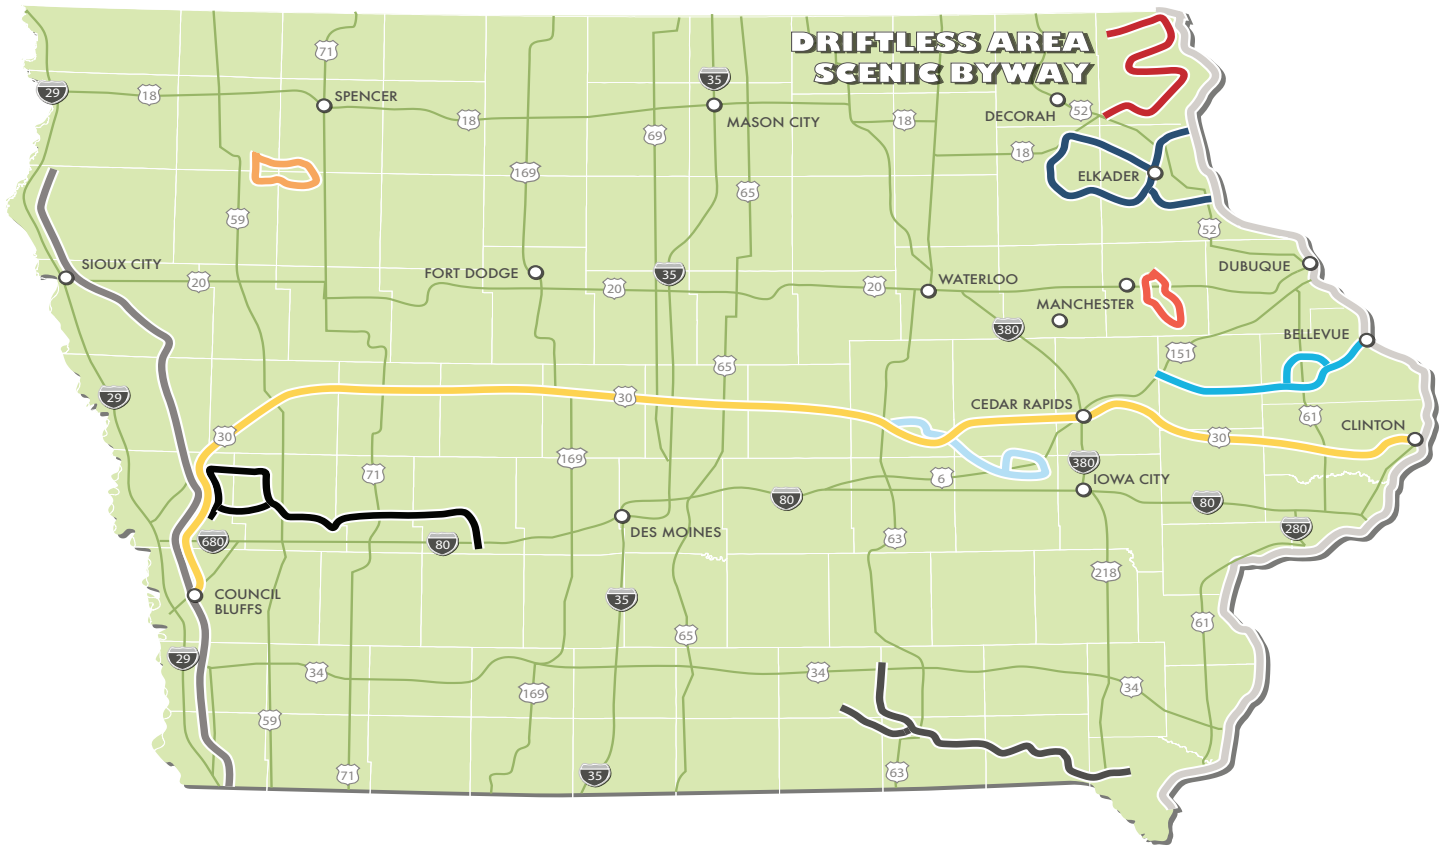 DRIFTLESS AREA
SCENIC BYWAY
71
35
29
18
SPENCER
DECORAH
52
18
MASON CITY
18
69
18
169
65
ELKADER
59
52
SIOUX CITY
20
FORT DODGE
35
20
20
WATERLOO
DUBUQUE
MANCHESTER
380
BELLEVUE
151
65
29
30
CEDAR RAPIDS
61
CLINTON
30
30
169
71
6
380
IOWA CITY
80
80
DES MOINES
280
680
80
63
218
COUNCIL
BLUFFS
35
61
65
29
34
34
34
169
59
71
35
63